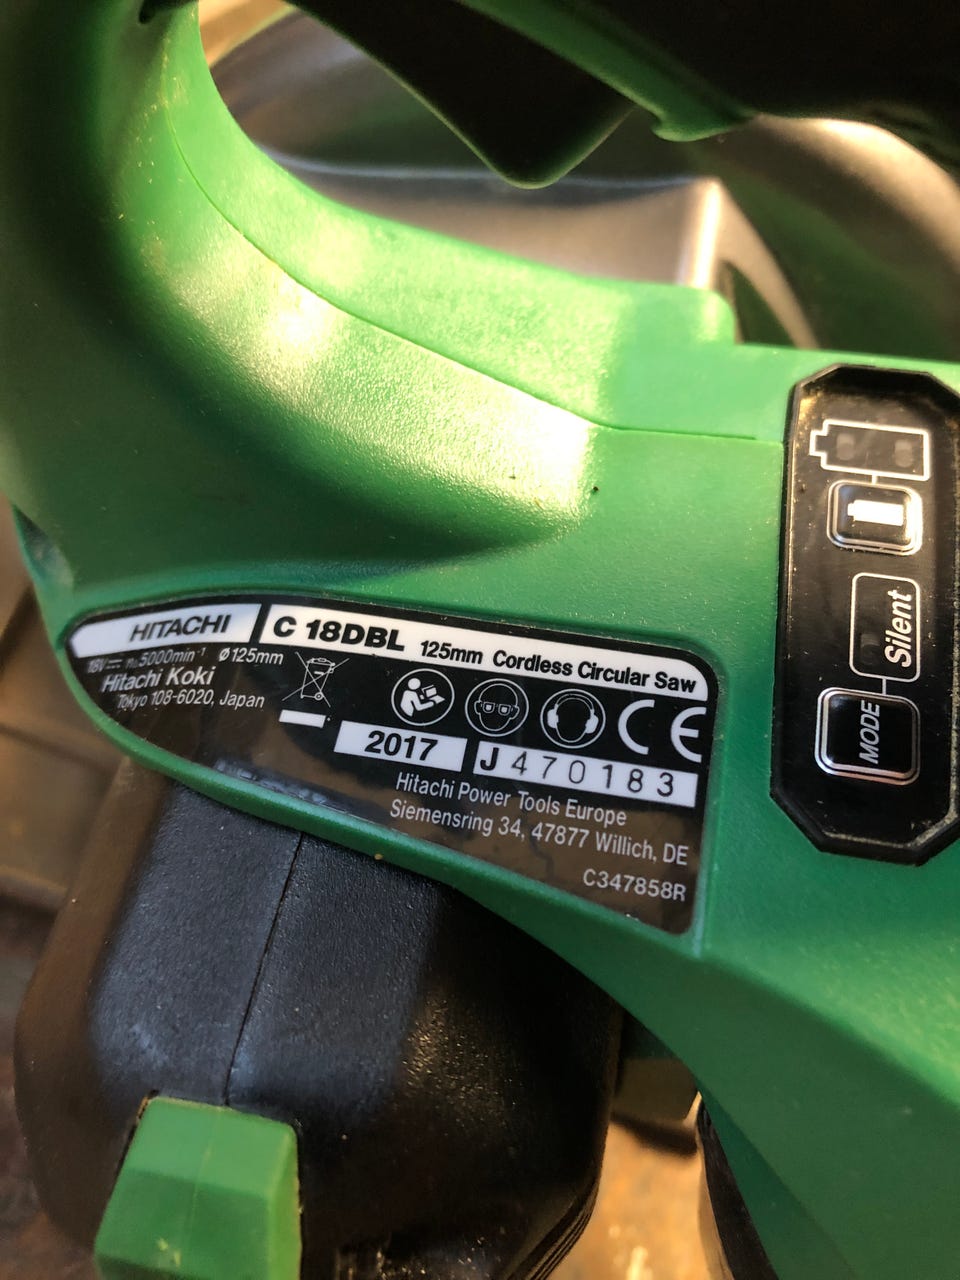 HITACHI
C 18DBL 125mm Cordless Circular Saw
18V n₀5000min⁻¹ ø125mm
Hitachi Koki
Tokyo 108-6020, Japan
CE
2017
J470183
Hitachi Power Tools Europe
Siemensring 34, 47877 Willich, DE
C347858R
Silent
MODE